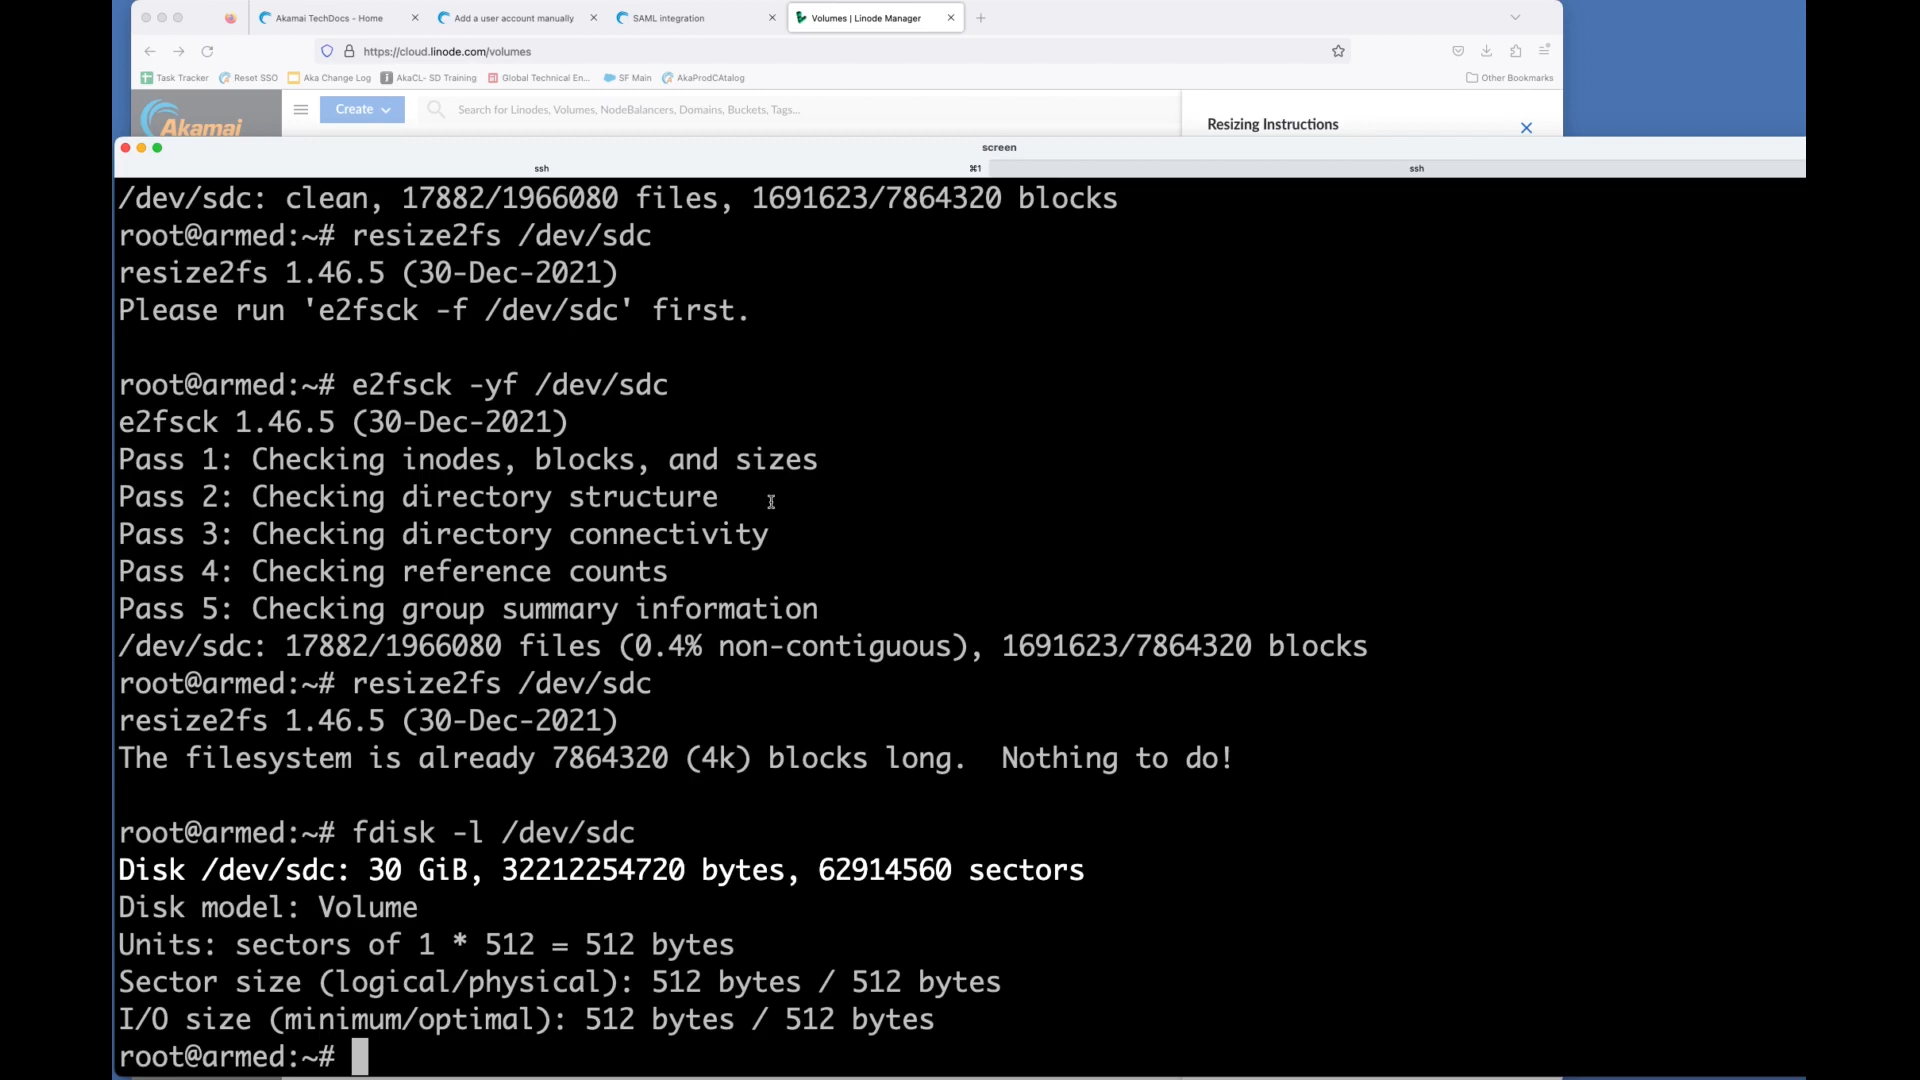 Akamai TechDocs - Home
Add a user account manually
SAML integration
Volumes | Linode Manager
https://cloud.linode.com/volumes
Task Tracker
Reset SSO
Aka Change Log
AkaCL- SD Training
Global Technical En...
SF Main
AkaProdCAtalog
Other Bookmarks
Akamai
Create
Search for Linodes, Volumes, NodeBalancers, Domains, Buckets, Tags...
Resizing Instructions
screen
ssh
⌘1
ssh
/dev/sdc: clean, 17882/1966080 files, 1691623/7864320 blocks
root@armed:~# resize2fs /dev/sdc
resize2fs 1.46.5 (30-Dec-2021)
Please run 'e2fsck -f /dev/sdc' first.
root@armed:~# e2fsck -yf /dev/sdc
e2fsck 1.46.5 (30-Dec-2021)
Pass 1: Checking inodes, blocks, and sizes
Pass 2: Checking directory structure
Pass 3: Checking directory connectivity
Pass 4: Checking reference counts
Pass 5: Checking group summary information
/dev/sdc: 17882/1966080 files (0.4% non-contiguous), 1691623/7864320 blocks
root@armed:~# resize2fs /dev/sdc
resize2fs 1.46.5 (30-Dec-2021)
The filesystem is already 7864320 (4k) blocks long.  Nothing to do!
root@armed:~# fdisk -l /dev/sdc
Disk /dev/sdc: 30 GiB, 32212254720 bytes, 62914560 sectors
Disk model: Volume
Units: sectors of 1 * 512 = 512 bytes
Sector size (logical/physical): 512 bytes / 512 bytes
I/O size (minimum/optimal): 512 bytes / 512 bytes
root@armed:~#